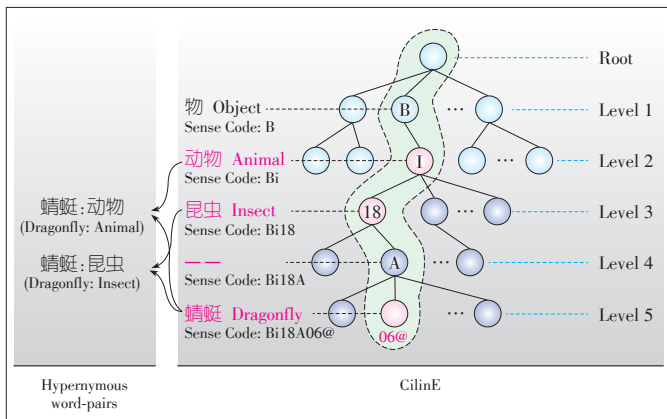 Root
物 Object
B
...
Level 1
Sense Code: B
动物 Animal
I
...
Level 2
Sense Code: Bi
蜻蜓:动物
(Dragonfly: Animal)
昆虫 Insect
18
...
Level 3
Sense Code: Bi18
蜻蜓:昆虫
(Dragonfly: Insect)
——
A
...
Level 4
Sense Code: Bi18A
蜻蜓 Dragonfly
...
Level 5
Sense Code: Bi18A06@
06@
Hypernymous
word-pairs
CilinE